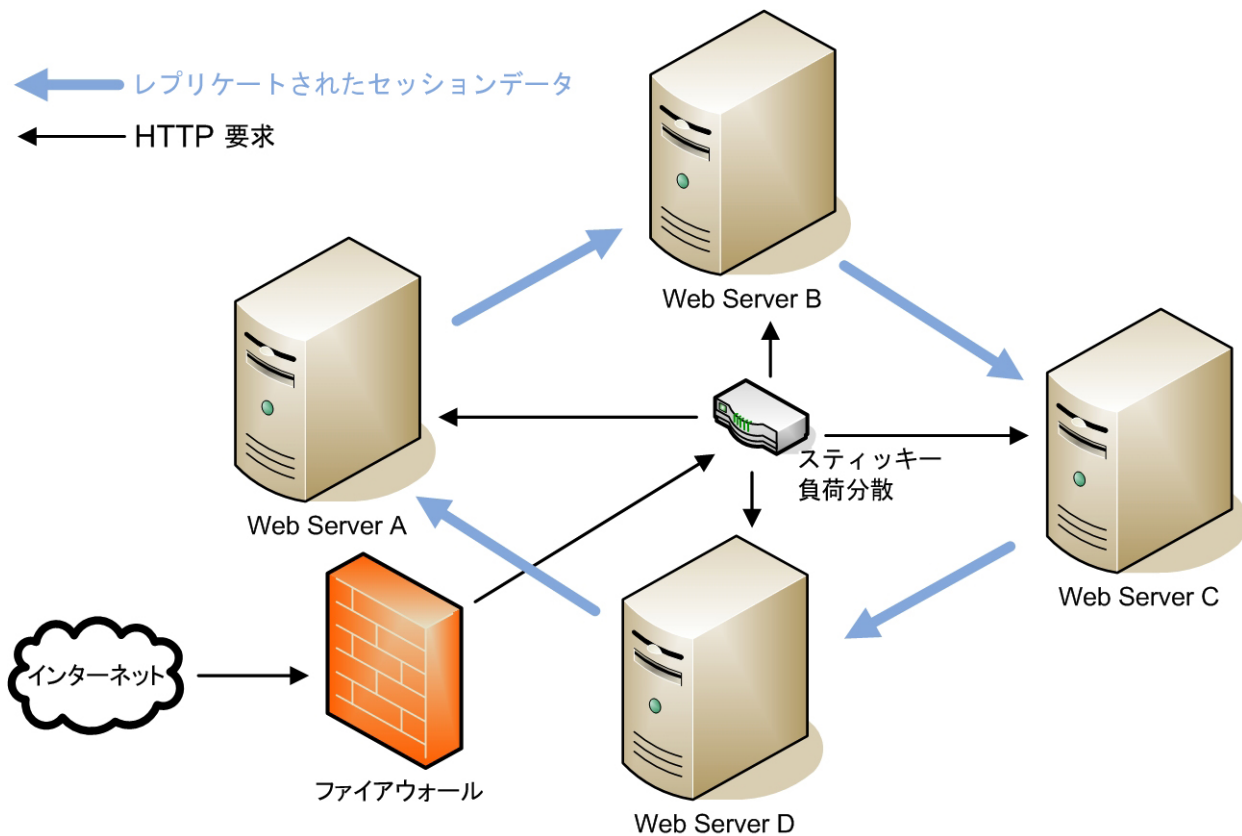 レプリケートされたセッションデータ
HTTP 要求
Web Server B
Web Server A
スティッキー
負荷分散
Web Server C
インターネット
ファイアウォール
Web Server D